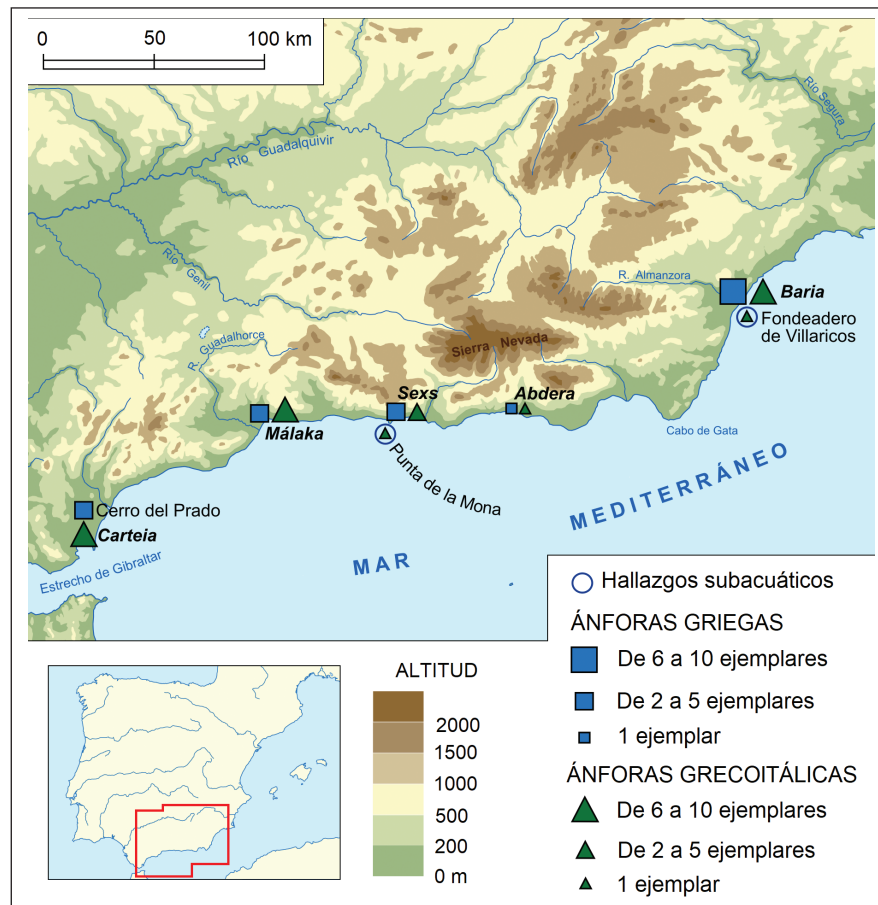 0 50 100 km
Río Segura
Río Guadalquivir
Río Genil
R. Almanzora
Baria
Fondeadero
de Villaricos
R. Guadalhorce
Sierra Nevada
Sexs
Abdera
Málaka
Cabo de Gata
Punta de la Mona
MEDITERRÁNEO
Cerro del Prado
Carteia
MAR
Estrecho de Gibraltar
Hallazgos subacuáticos
ÁNFORAS GRIEGAS
De 6 a 10 ejemplares
De 2 a 5 ejemplares
1 ejemplar
ÁNFORAS GRECOITÁLICAS
De 6 a 10 ejemplares
De 2 a 5 ejemplares
1 ejemplar
ALTITUD
2000
1500
1000
500
200
0 m